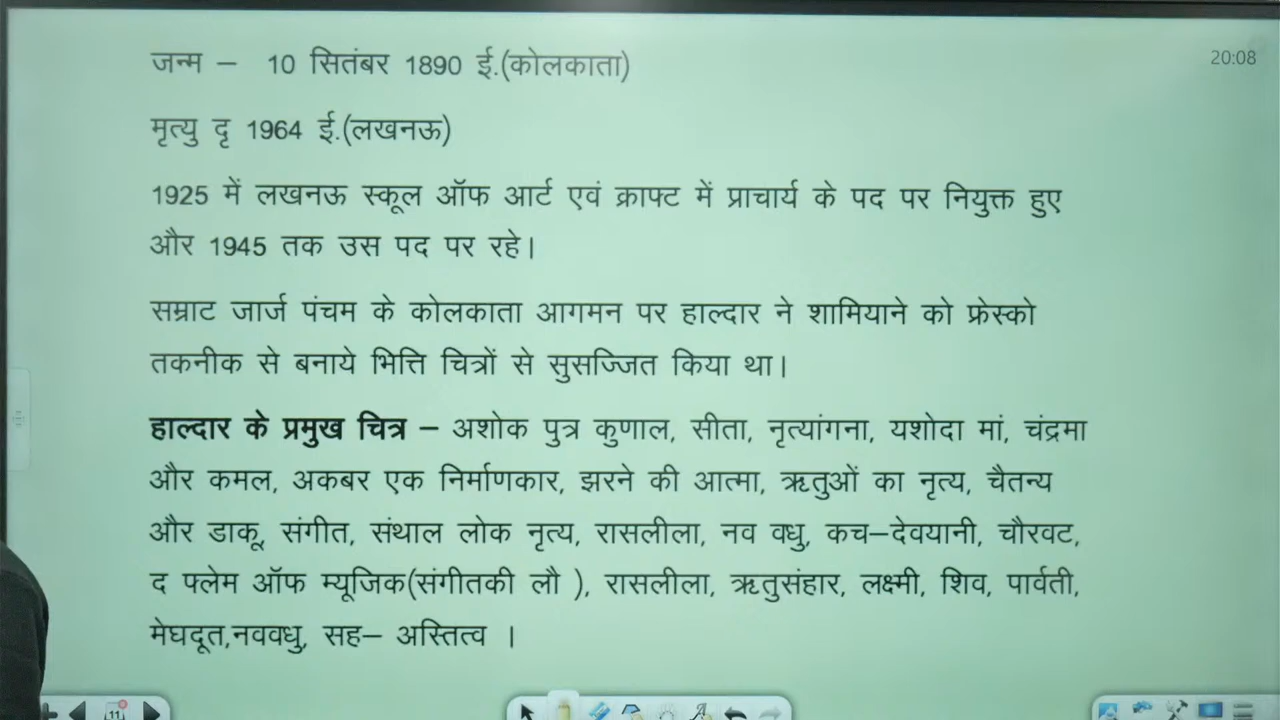 जन्म – 10 सितंबर 1890 ई.(कोलकाता)
20:08
मृत्यु दृ 1964 ई.(लखनऊ)
1925 में लखनऊ स्कूल ऑफ आर्ट एवं क्राफ्ट में प्राचार्य के पद पर नियुक्त हुए
और 1945 तक उस पद पर रहे।
सम्राट जार्ज पंचम के कोलकाता आगमन पर हाल्दार ने शामियाने को फ्रेस्को
तकनीक से बनाये भित्ति चित्रों से सुसज्जित किया था।
हाल्दार के प्रमुख चित्र – अशोक पुत्र कुणाल, सीता, नृत्यांगना, यशोदा मां, चंद्रमा
और कमल, अकबर एक निर्माणकार, झरने की आत्मा, ऋतुओं का नृत्य, चैतन्य
और डाकू, संगीत, संथाल लोक नृत्य, रासलीला, नव वधु, कच–देवयानी, चौरवट,
द फ्लेम ऑफ म्यूजिक(संगीतकी लौ ), रासलीला, ऋतुसंहार, लक्ष्मी, शिव, पार्वती,
मेघदूत,नववधु, सह– अस्तित्व ।
11